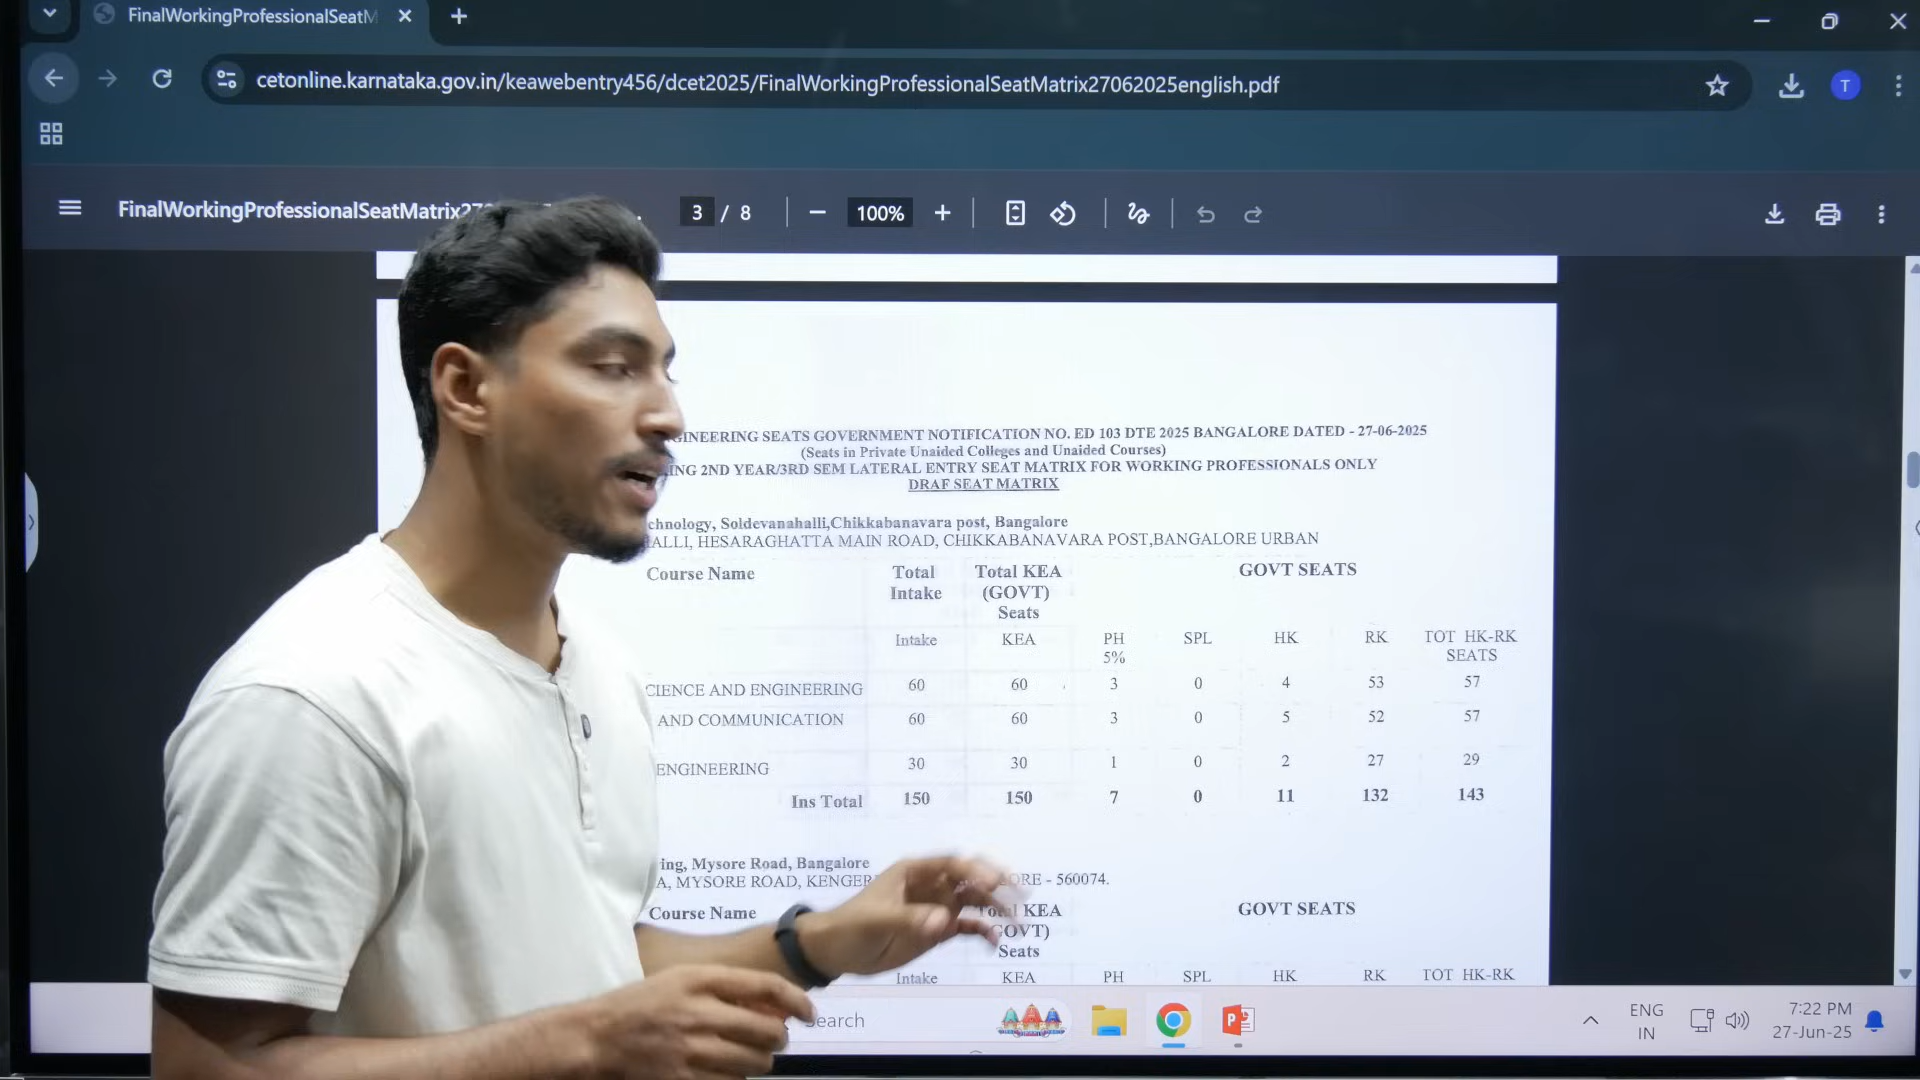 FinalWorkingProfessionalSeatM
cetonline.karnataka.gov.in/keawebentry456/dcet2025/FinalWorkingProfessionalSeatMatrix27062025english.pdf
T
FinalWorkingProfessionalSeatMatrix27
3 / 8
100%
GINEERING SEATS GOVERNMENT NOTIFICATION NO. ED 103 DTE 2025 BANGALORE DATED - 27-06-2025
(Seats in Private Unaided Colleges and Unaided Courses)
ING 2ND YEAR/3RD SEM LATERAL ENTRY SEAT MATRIX FOR WORKING PROFESSIONALS ONLY
DRAF SEAT MATRIX
chnology, Soldevanahalli,Chikkabanavara post, Bangalore
ALLI, HESARAGHATTA MAIN ROAD, CHIKKABANAVARA POST,BANGALORE URBAN
Course Name Total Intake Total KEA (GOVT) Seats GOVT SEATS
Intake KEA PH 5% SPL HK RK TOT HK-RK SEATS
CIENCE AND ENGINEERING 60 60 3 0 4 53 57
AND COMMUNICATION 60 60 3 0 5 52 57
ENGINEERING 30 30 1 0 2 27 29
Ins Total 150 150 7 0 11 132 143
ing, Mysore Road, Bangalore
A, MYSORE ROAD, KENGER ORE - 560074.
Course Name Total KEA (GOVT) Seats GOVT SEATS
Intake KEA PH SPL HK RK TOT HK-RK
Search
ENG
IN
7:22 PM
27-Jun-25